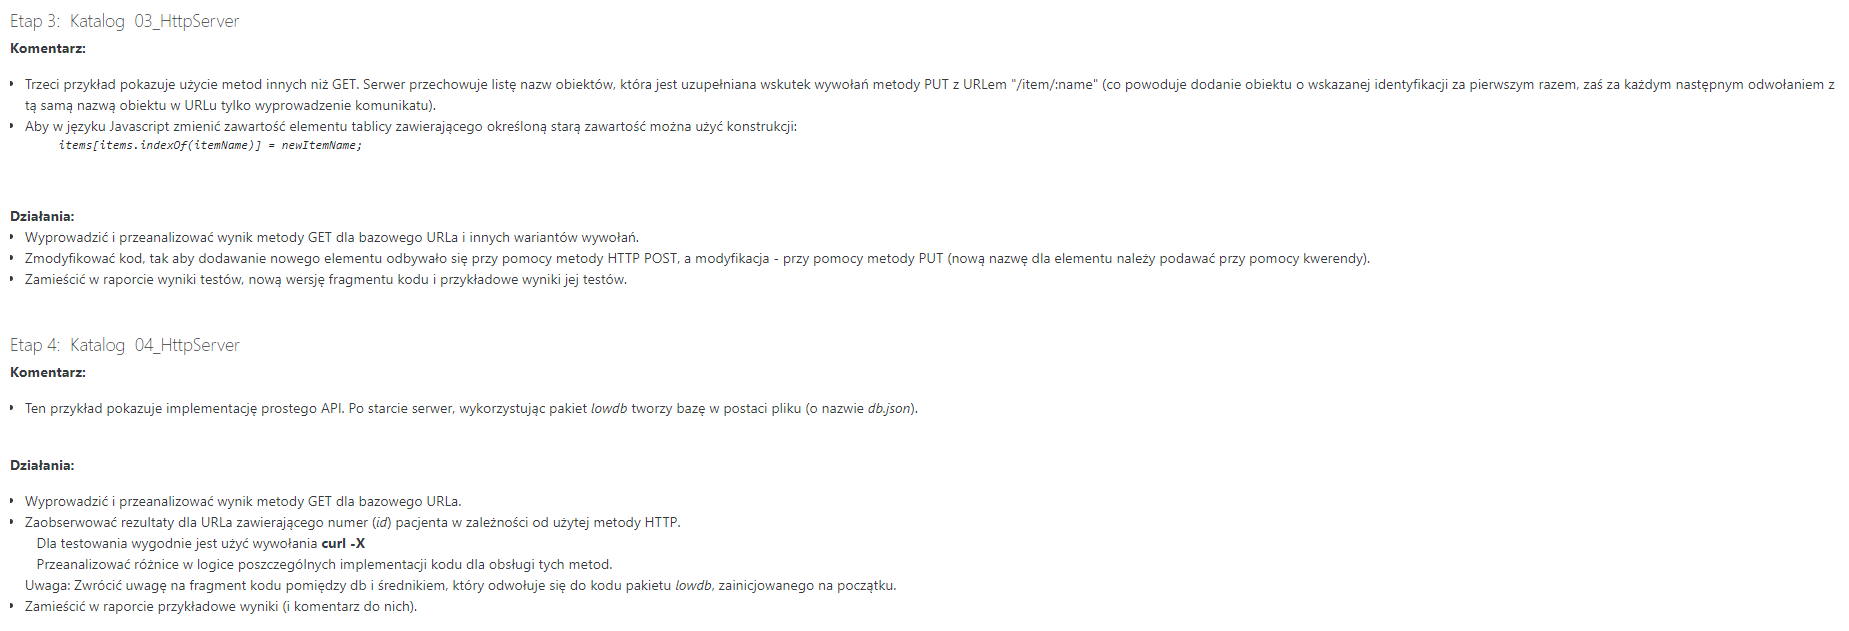 Etap 3:  Katalog  03_HttpServer
Komentarz:
Trzeci przykład pokazuje użycie metod innych niż GET. Serwer przechowuje listę nazw obiektów, która jest uzupełniana wskutek wywołań metody PUT z URLem "/item/:name" (co powoduje dodanie obiektu o wskazanej identyfikacji za pierwszym razem, zaś za każdym następnym odwołaniem z
tą samą nazwą obiektu w URLu tylko wyprowadzenie komunikatu).
Aby w języku Javascript zmienić zawartość elementu tablicy zawierającego określoną starą zawartość można użyć konstrukcji:
items[items.indexOf(itemName)] = newItemName;
Działania:
Wyprowadzić i przeanalizować wynik metody GET dla bazowego URLa i innych wariantów wywołań.
Zmodyfikować kod, tak aby dodawanie nowego elementu odbywało się przy pomocy metody HTTP POST, a modyfikacja - przy pomocy metody PUT (nową nazwę dla elementu należy podawać przy pomocy kwerendy).
Zamieścić w raporcie wyniki testów, nową wersję fragmentu kodu i przykładowe wyniki jej testów.
Etap 4:  Katalog  04_HttpServer
Komentarz:
Ten przykład pokazuje implementację prostego API. Po starcie serwer, wykorzystując pakiet lowdb tworzy bazę w postaci pliku (o nazwie db.json).
Działania:
Wyprowadzić i przeanalizować wynik metody GET dla bazowego URLa.
Zaobserwować rezultaty dla URLa zawierającego numer (id) pacjenta w zależności od użytej metody HTTP.
Dla testowania wygodnie jest użyć wywołania curl -X
Przeanalizować różnice w logice poszczególnych implementacji kodu dla obsługi tych metod.
Uwaga: Zwrócić uwagę na fragment kodu pomiędzy db i średnikiem, który odwołuje się do kodu pakietu lowdb, zainicjowanego na początku.
Zamieścić w raporcie przykładowe wyniki (i komentarz do nich).